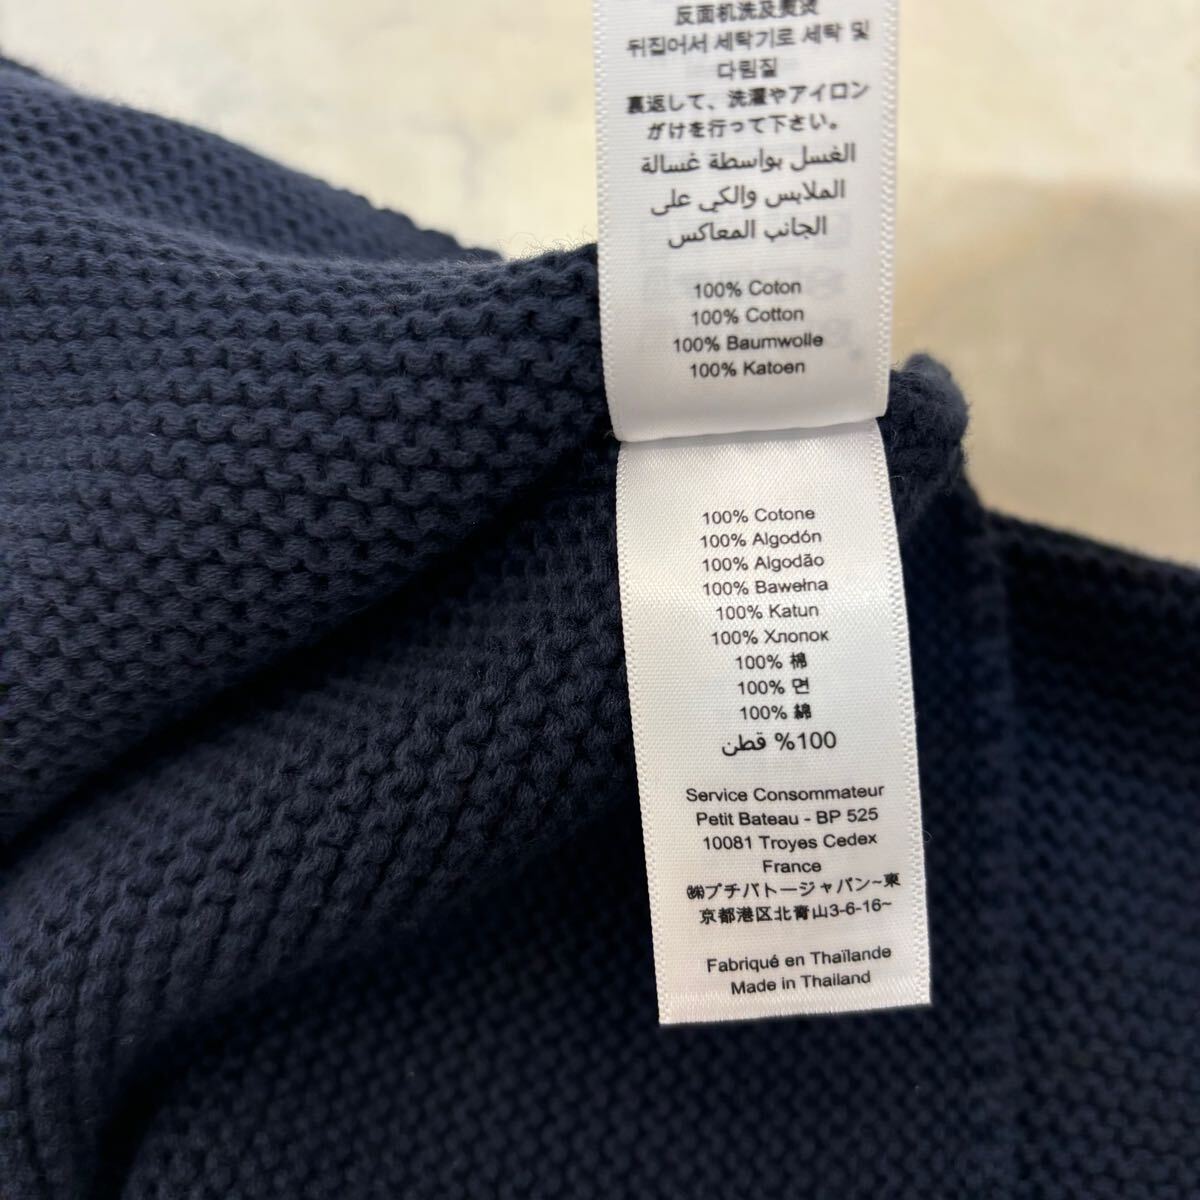 反面机洗及熨烫
뒤집어서 세탁기로 세탁 및
다림질
裏返して、洗濯やアイロン
がけを行って下さい。
الغسل بواسطة غسالة
الملابس والكي على
الجانب المعاكس
100% Coton
100% Cotton
100% Baumwolle
100% Katoen
100% Cotone
100% Algodón
100% Algodão
100% Bawełna
100% Katun
100% Хлопок
100% 棉
100% 면
100% 綿
100% قطن
Service Consommateur
Petit Bateau - BP 525
10081 Troyes Cedex
France
㈱プチバトージャパン~東
京都港区北青山3-6-16~
Fabriqué en Thaïlande
Made in Thailand